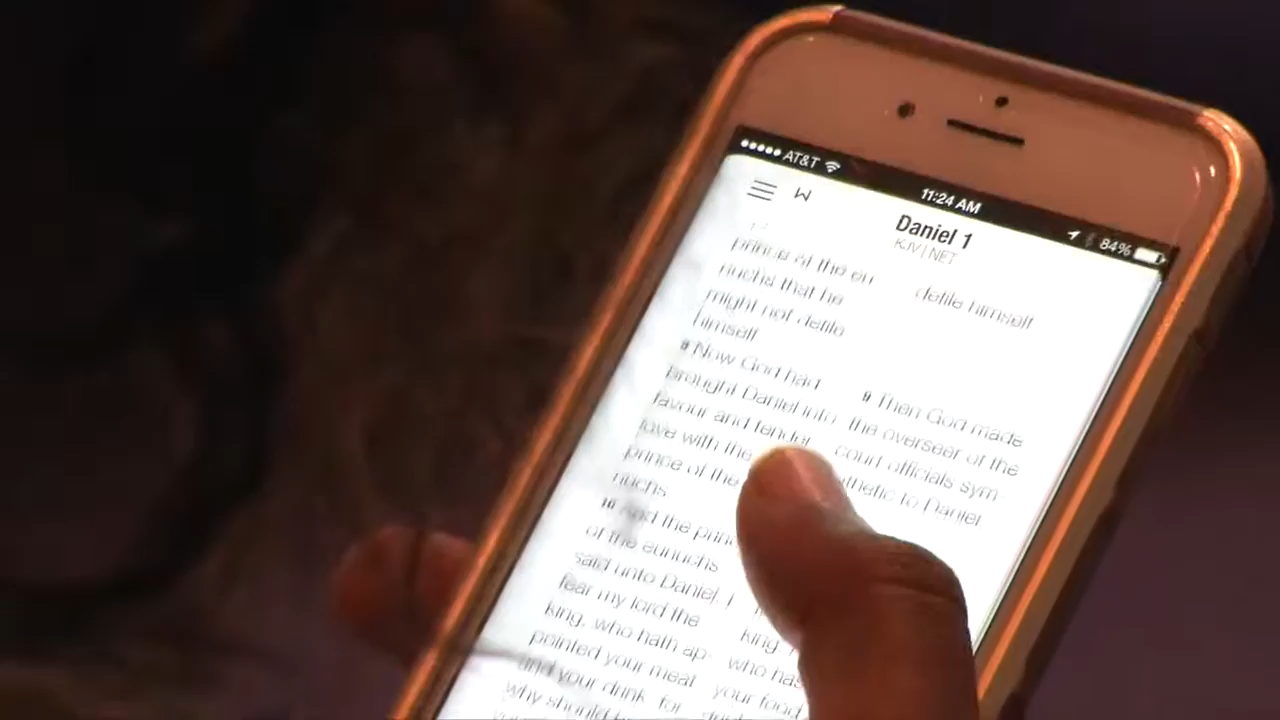 AT&T
11:24 AM
84%
Daniel 1
KJV | NET
prince of the eu
nuchs that he
might not defile
himself
defile himself
9 Now God had
brought Daniel into
favour and tender
love with the
prince of the
nuchs
9 Then God made
the overseer of the
court officials sym-
thetic to Daniel
10 And the prin
of the eunuchs
said unto Daniel, I
fear my lord the
king, who hath ap-
pointed your meat
and your drink for
why should
king
who has
your food